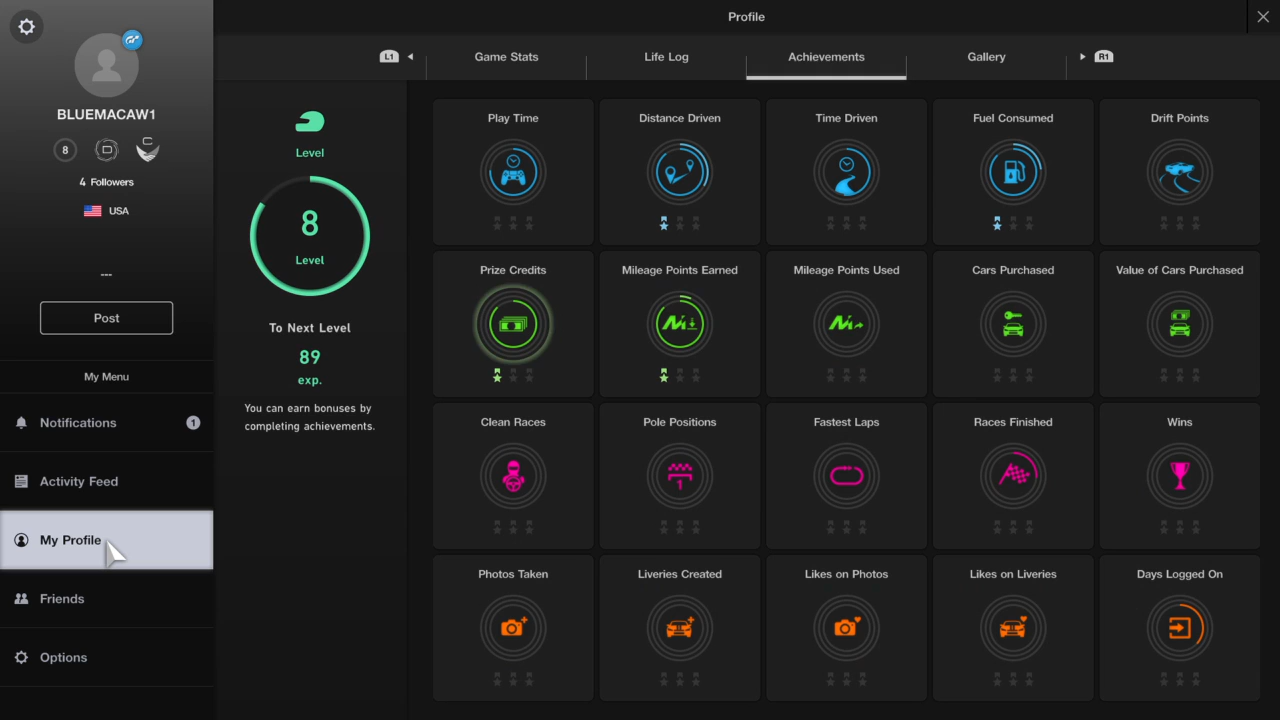 Profile
BLUEMACAW1
8
4 Followers
USA
---
Post
My Menu
Notifications
1
Activity Feed
My Profile
Friends
Options
L1
Game Stats
Life Log
Achievements
Gallery
R1
Level
8
Level
To Next Level
89
exp.
You can earn bonuses by
completing achievements.
Play Time
Distance Driven
Time Driven
Fuel Consumed
Drift Points
Prize Credits
Mileage Points Earned
Mileage Points Used
Cars Purchased
Value of Cars Purchased
Clean Races
Pole Positions
1
Fastest Laps
Races Finished
Wins
Photos Taken
Liveries Created
Likes on Photos
Likes on Liveries
Days Logged On